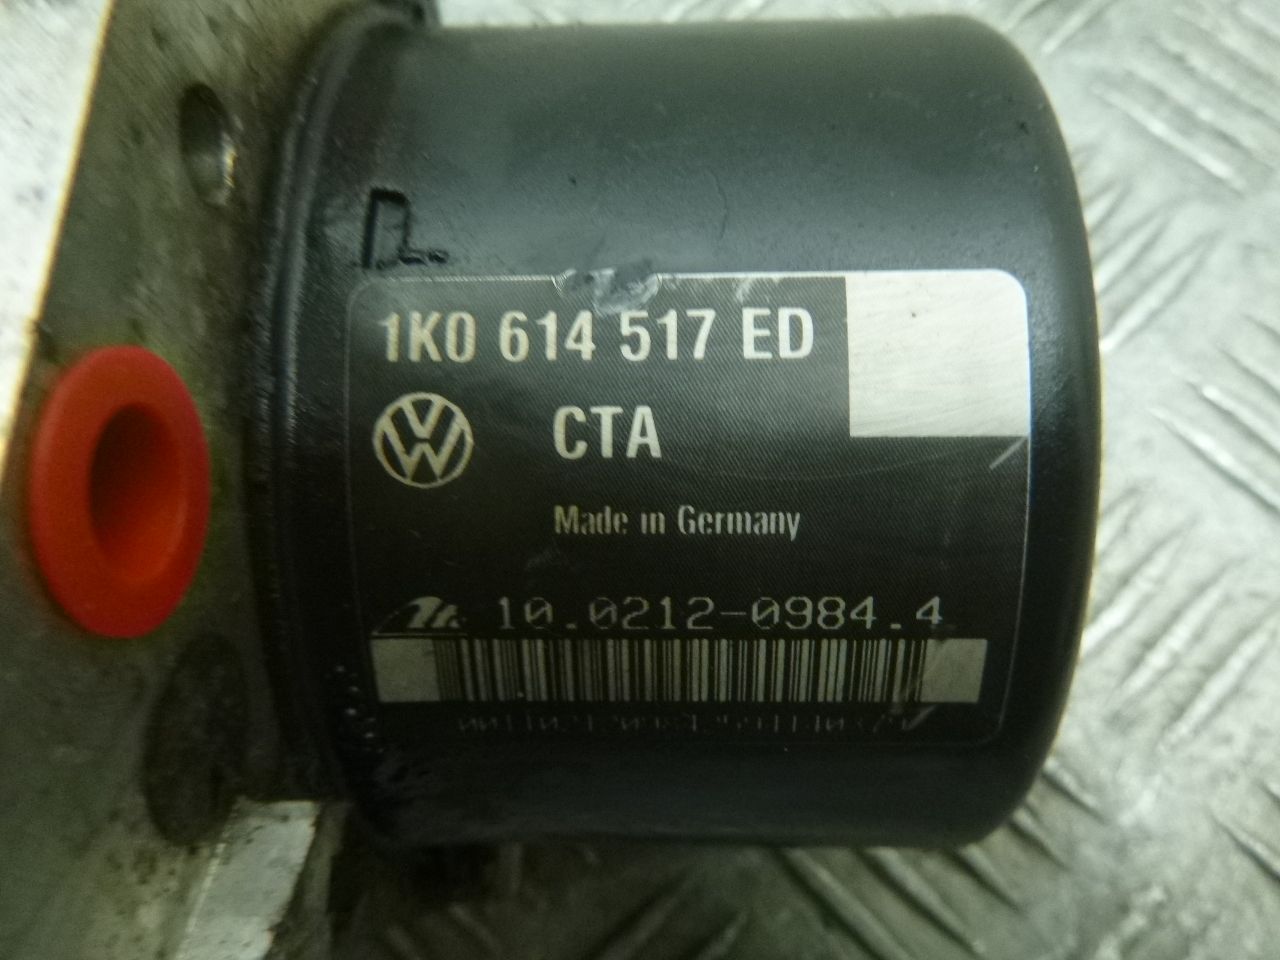 1K0 614 517 ED
CTA
Made in Germany
10.0212-0984.4